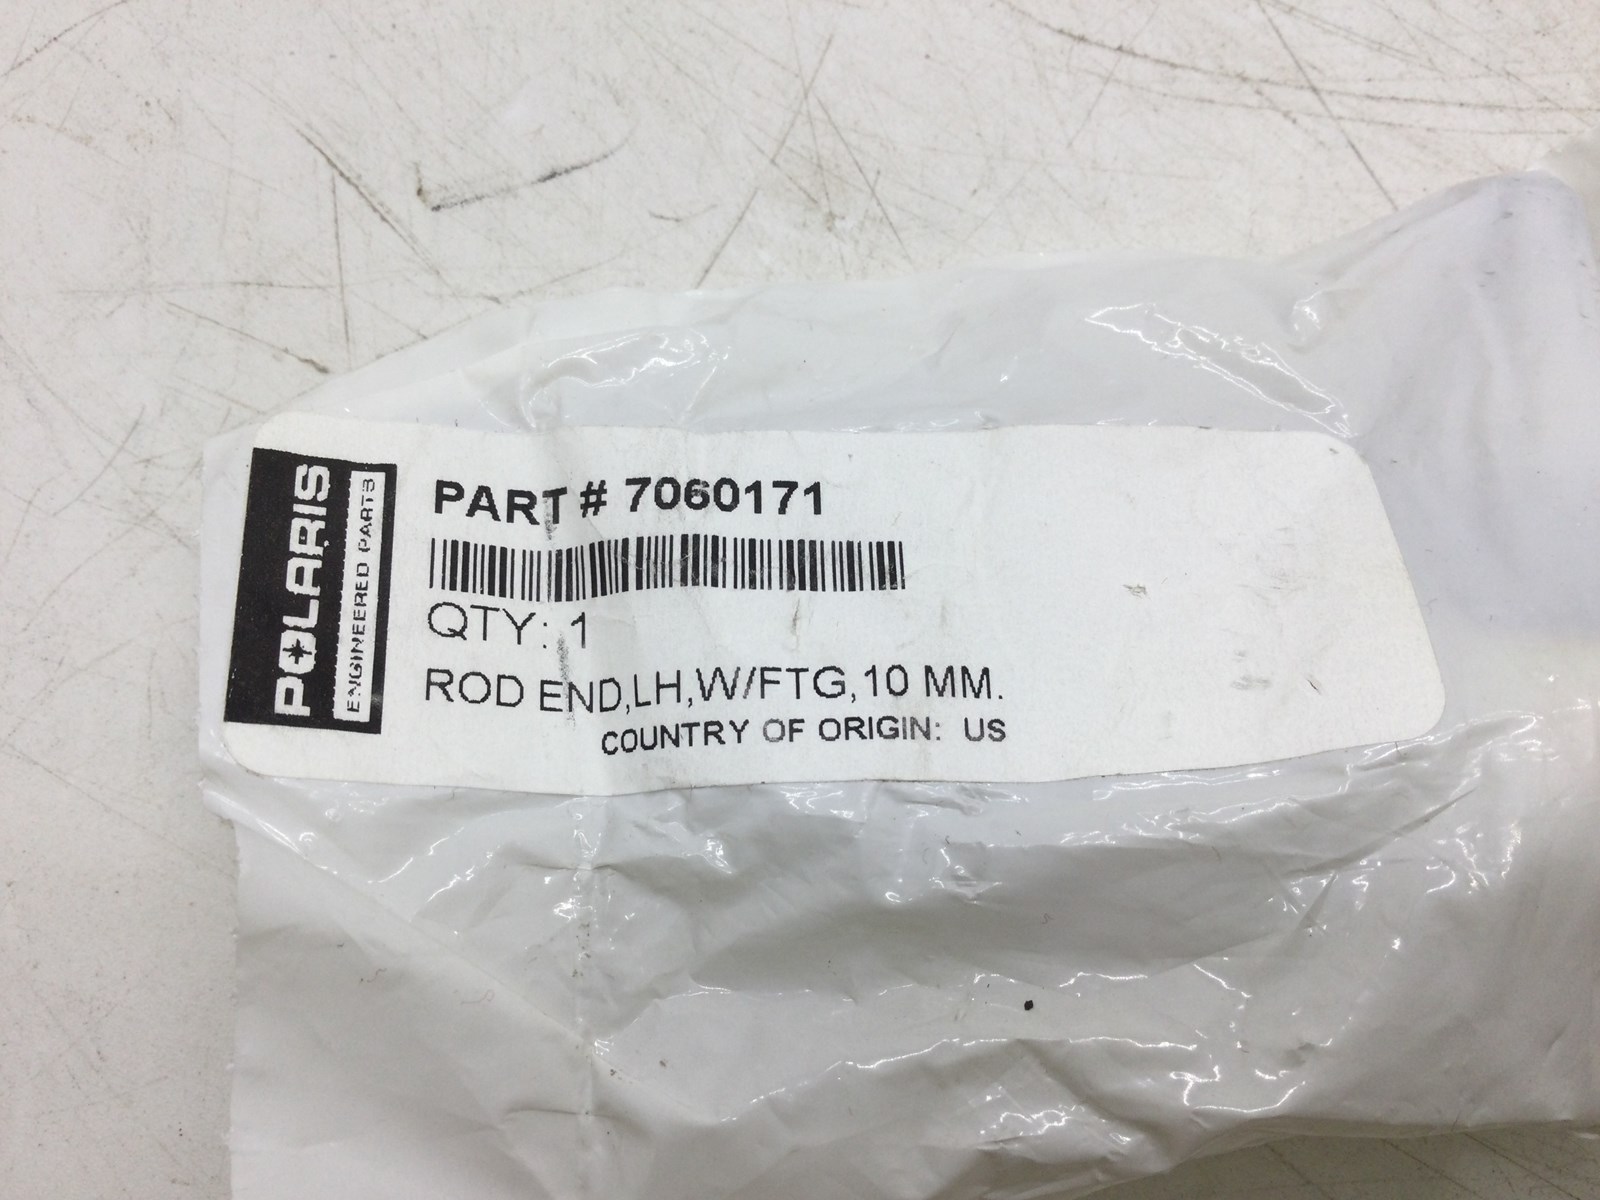 POLARIS
ENGINEERED PARTS
PART # 7060171
QTY: 1
ROD END,LH,W/FTG,10 MM.
COUNTRY OF ORIGIN: US